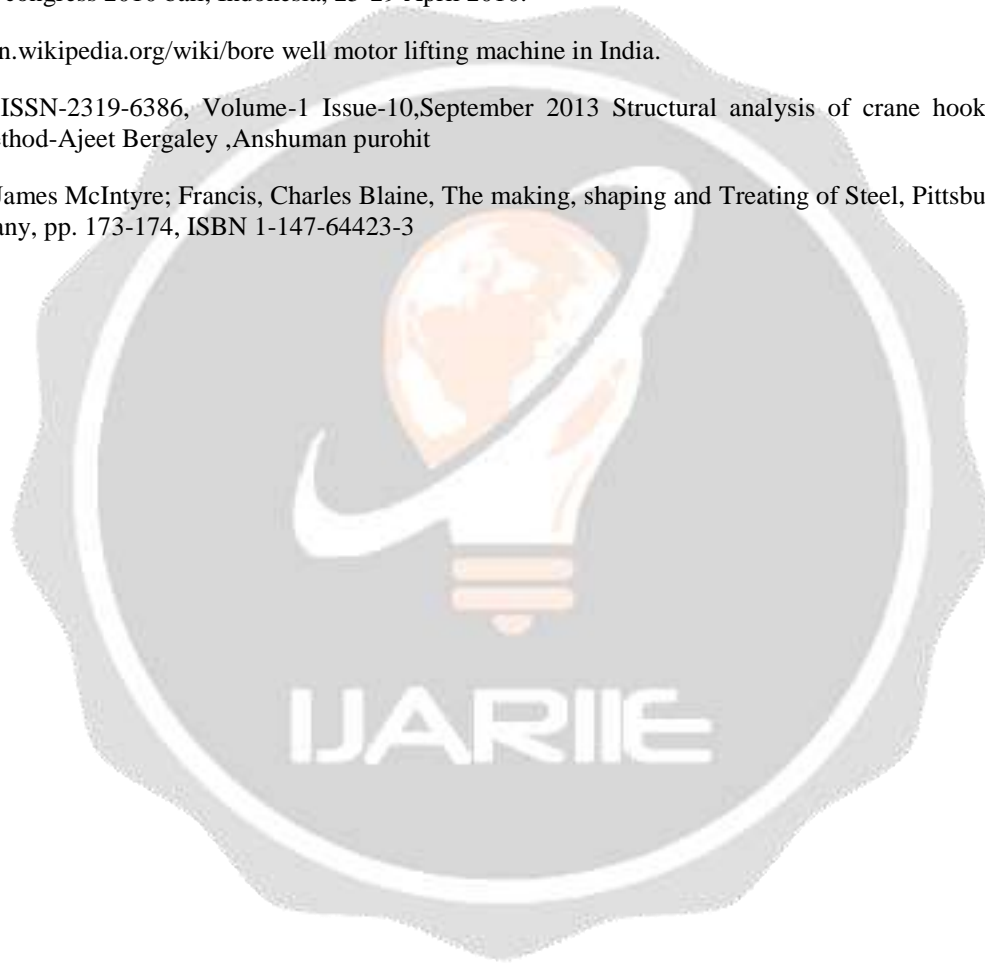 congress 2010 bali, Indonesia, 25-29 April 2010.
n.wikipedia.org/wiki/bore well motor lifting machine in India.
ISSN-2319-6386, Volume-1 Issue-10,September 2013 Structural analysis of crane hook
thod-Ajeet Bergaley ,Anshuman purohit
James McIntyre; Francis, Charles Blaine, The making, shaping and Treating of Steel, Pittsbu
any, pp. 173-174, ISBN 1-147-64423-3
IJARIIE